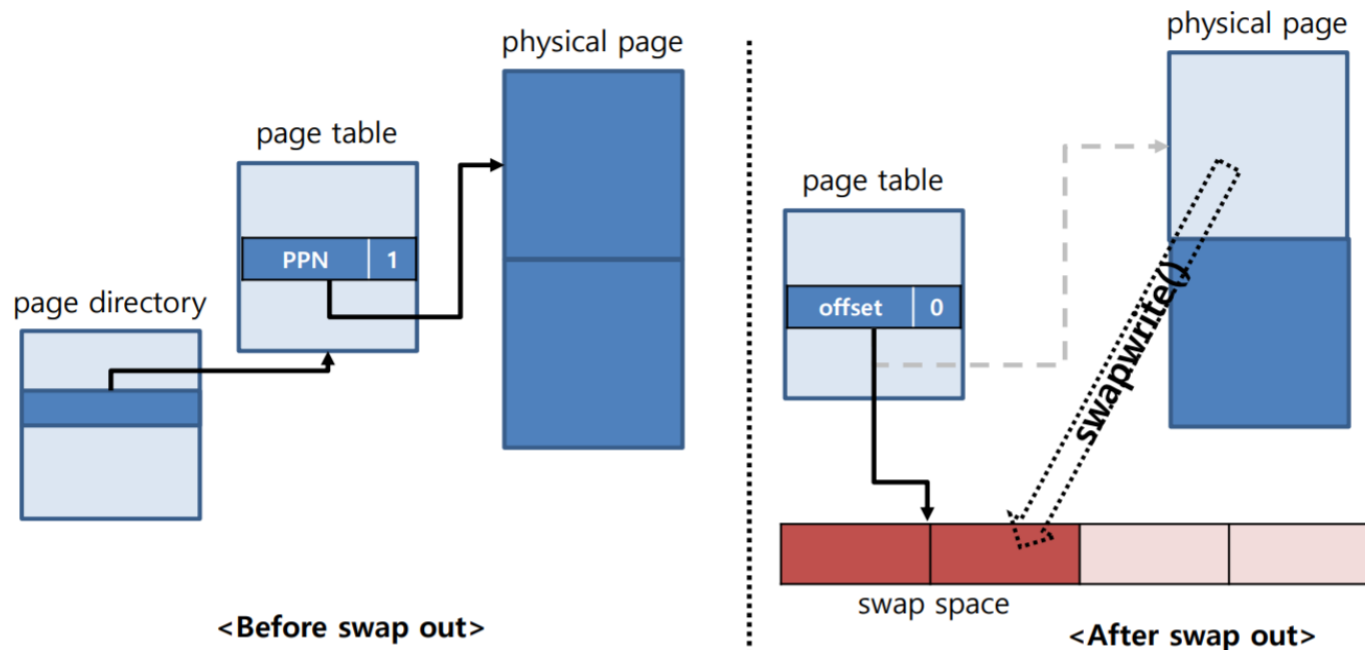 physical page
page table
PPN 1
page directory
<Before swap out>
physical page
page table
offset 0
swapwrite()
swap space
<After swap out>